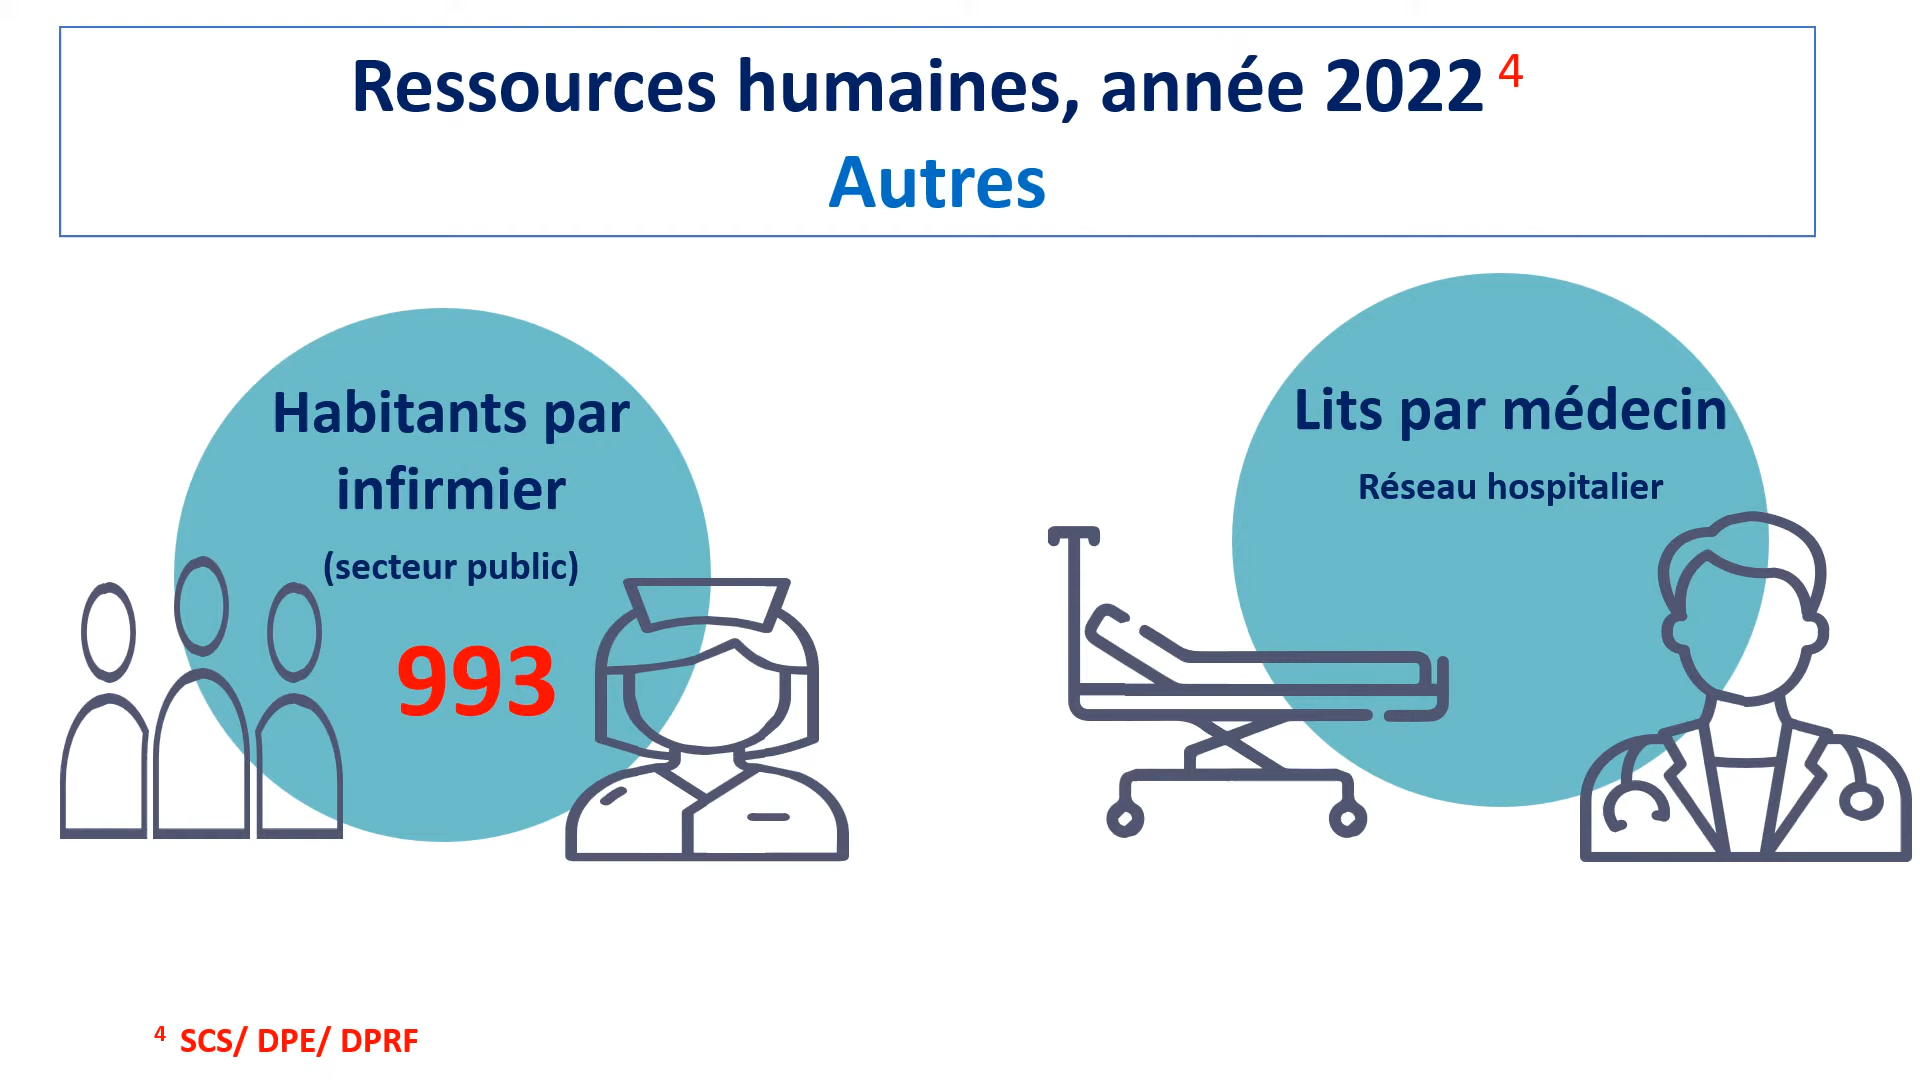 Ressources humaines, année 2022 4
Autres
Habitants par
infirmier
(secteur public)
993
Lits par médecin
Réseau hospitalier
4 SCS/ DPE/ DPRF